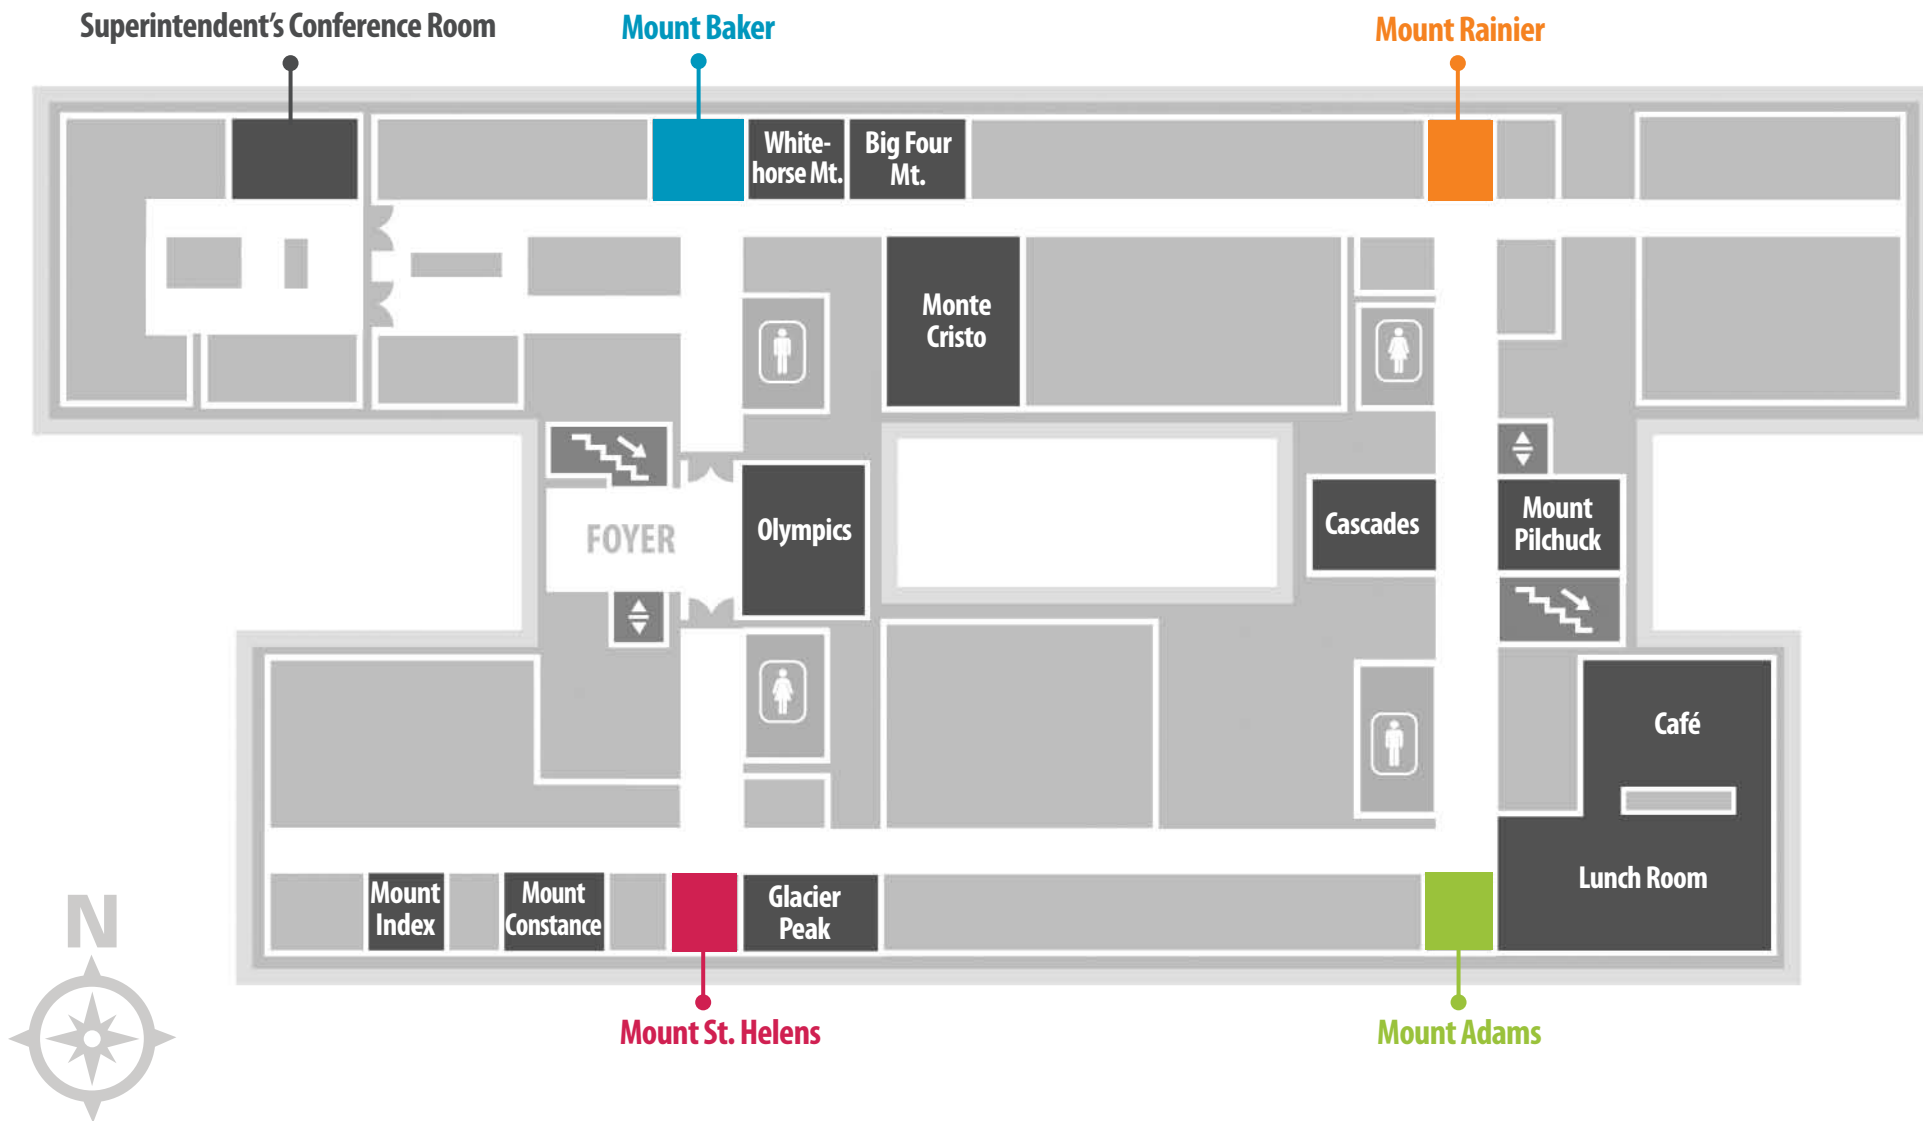 Superintendent's Conference Room
Mount Baker
Mount Rainier
White-
horse Mt.
Big Four
Mt.
Monte
Cristo
FOYER
Olympics
Cascades
Mount
Pilchuck
Café
Lunch Room
Mount
Index
Mount
Constance
Glacier
Peak
N
Mount St. Helens
Mount Adams